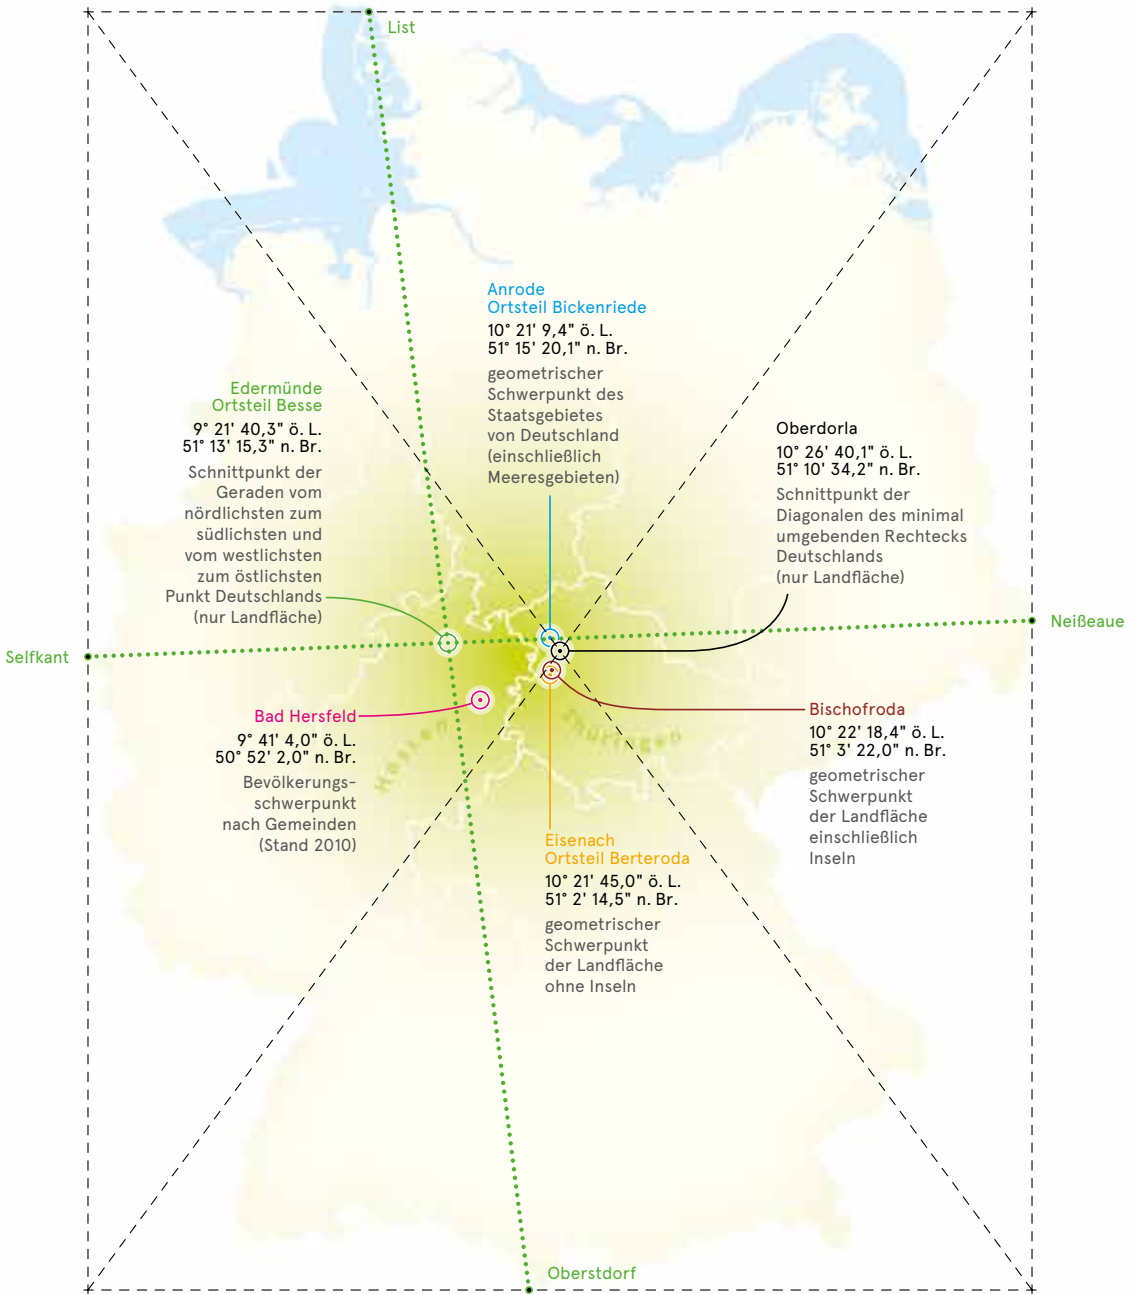 List
Anrode
Ortsteil Bickenriede
10° 21' 9,4" ö. L.
51° 15' 20,1" n. Br.
geometrischer
Schwerpunkt des
Staatsgebietes
von Deutschland
(einschließlich
Meeresgebieten)
Edermünde
Ortsteil Besse
9° 21' 40,3" ö. L.
51° 13' 15,3" n. Br.
Schnittpunkt der
Geraden vom
nördlichsten zum
südlichsten und
vom westlichsten
zum östlichsten
Punkt Deutschlands
(nur Landfläche)
Oberdorla
10° 26' 40,1" ö. L.
51° 10' 34,2" n. Br.
Schnittpunkt der
Diagonalen des minimal
umgebenden Rechtecks
Deutschlands
(nur Landfläche)
Neißeaue
Selfkant
Bad Hersfeld
9° 41' 4,0" ö. L.
50° 52' 2,0" n. Br.
Bevölkerungs-
schwerpunkt
nach Gemeinden
(Stand 2010)
Hessen
Thüringen
Bischofroda
10° 22' 18,4" ö. L.
51° 3' 22,0" n. Br.
geometrischer
Schwerpunkt
der Landfläche
einschließlich
Inseln
Eisenach
Ortsteil Berteroda
10° 21' 45,0" ö. L.
51° 2' 14,5" n. Br.
geometrischer
Schwerpunkt
der Landfläche
ohne Inseln
Oberstdorf